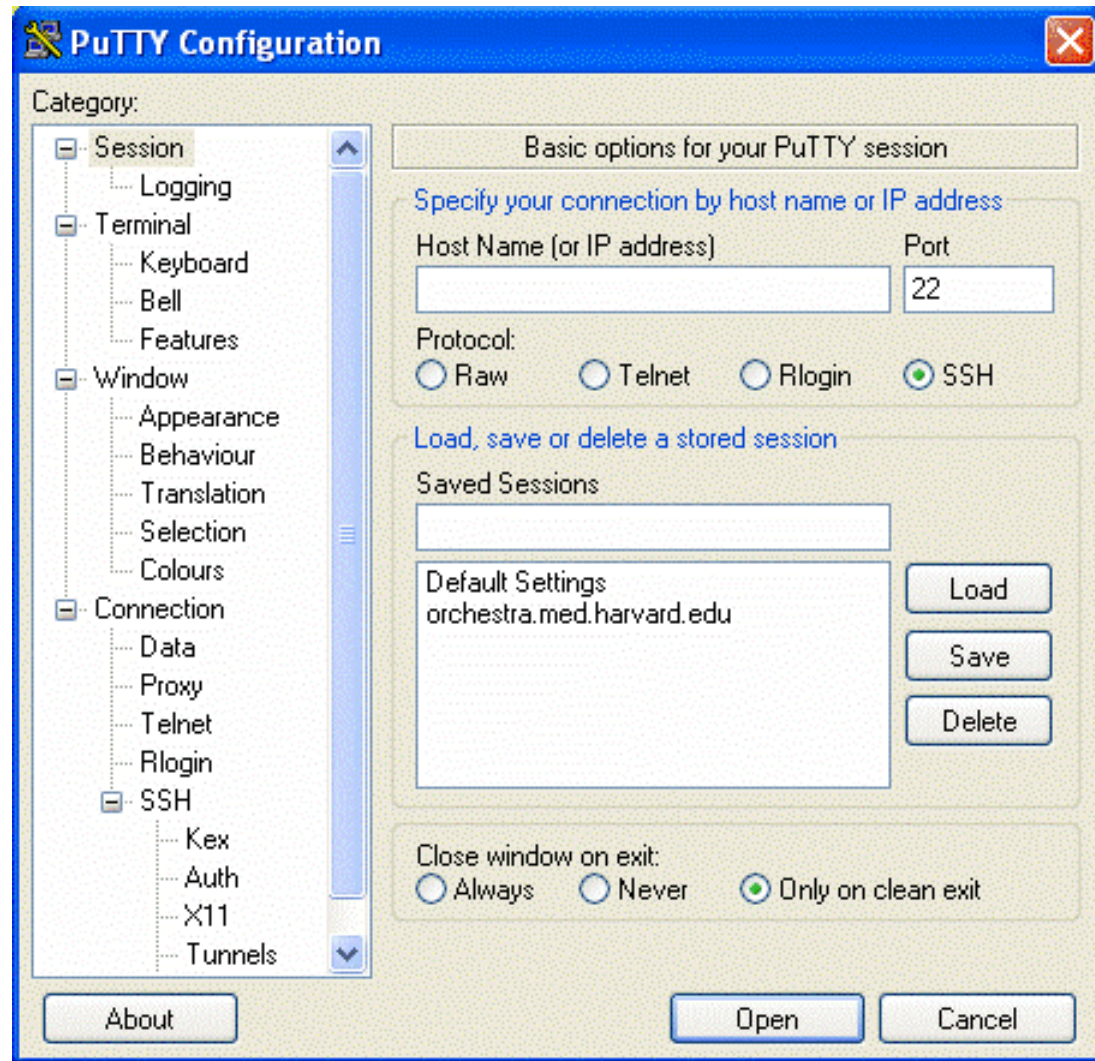 PuTTY Configuration
Category:
Session
Logging
Terminal
Keyboard
Bell
Features
Window
Appearance
Behaviour
Translation
Selection
Colours
Connection
Data
Proxy
Telnet
Rlogin
SSH
Kex
Auth
X11
Tunnels
Basic options for your PuTTY session
Specify your connection by host name or IP address
Host Name (or IP address) Port
22
Protocol:
Raw Telnet Rlogin SSH
Load, save or delete a stored session
Saved Sessions
Default Settings
orchestra.med.harvard.edu
Load
Save
Delete
Close window on exit:
Always Never Only on clean exit
About Open Cancel